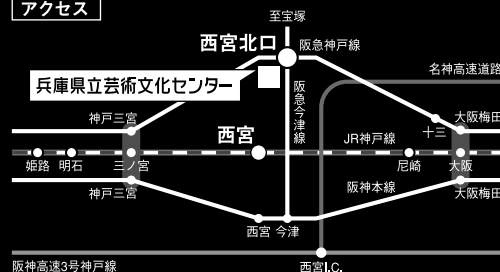 アクセス
至宝塚
西宮北口
阪急神戸線
名神高速道路
兵庫県立芸術文化センター
阪急今津線
神戸三宮
大阪梅田
十三
西宮
JR神戸線
姫路
明石
三ノ宮
尼崎
大阪
神戸三宮
阪神本線
大阪梅田
西宮
今津
阪神高速3号神戸線
西宮I.C.